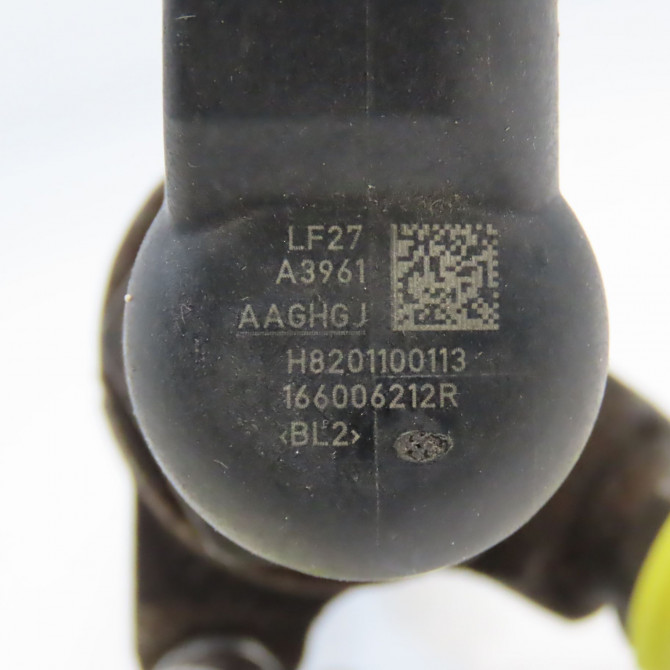 LF27
A3961
AAGHGJ
H8201100113
166006212R
‹BL2›